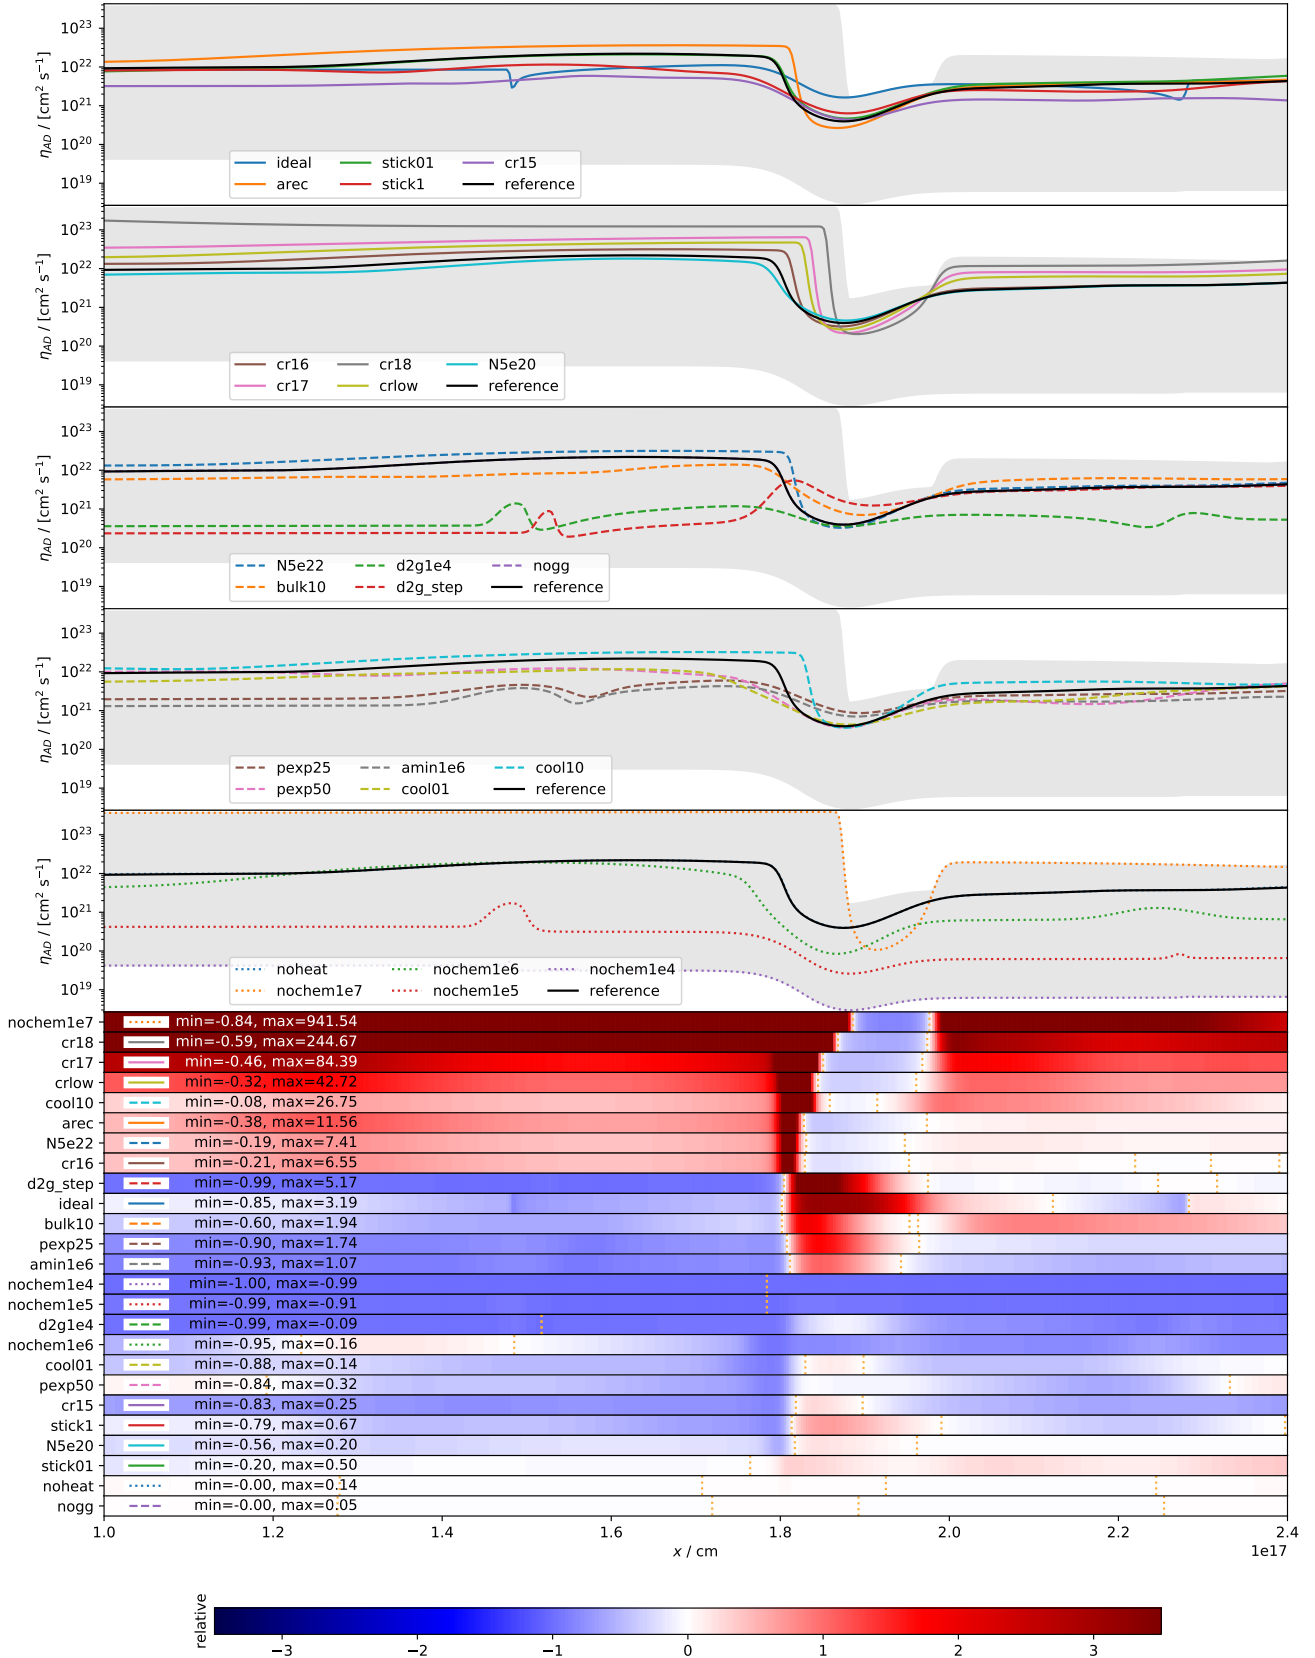 10^23
10^22
10^21
10^20
10^19
η_AD / [cm² s⁻¹]
ideal stick01 cr15
arec stick1 reference
10^23
10^22
10^21
10^20
10^19
η_AD / [cm² s⁻¹]
cr16 cr18 N5e20
cr17 crlow reference
10^23
10^22
10^21
10^20
10^19
η_AD / [cm² s⁻¹]
N5e22 d2g1e4 nogg
bulk10 d2g_step reference
10^23
10^22
10^21
10^20
10^19
η_AD / [cm² s⁻¹]
pexp25 amin1e6 cool10
pexp50 cool01 reference
10^23
10^22
10^21
10^20
10^19
η_AD / [cm² s⁻¹]
noheat nochem1e6 nochem1e4
nochem1e7 nochem1e5 reference
nochem1e7 min=-0.84, max=941.54
cr18 min=-0.59, max=244.67
cr17 min=-0.46, max=84.39
crlow min=-0.32, max=42.72
cool10 min=-0.08, max=26.75
arec min=-0.38, max=11.56
N5e22 min=-0.19, max=7.41
cr16 min=-0.21, max=6.55
d2g_step min=-0.99, max=5.17
ideal min=-0.85, max=3.19
bulk10 min=-0.60, max=1.94
pexp25 min=-0.90, max=1.74
amin1e6 min=-0.93, max=1.07
nochem1e4 min=-1.00, max=-0.99
nochem1e5 min=-0.99, max=-0.91
d2g1e4 min=-0.99, max=-0.09
nochem1e6 min=-0.95, max=0.16
cool01 min=-0.88, max=0.14
pexp50 min=-0.84, max=0.32
cr15 min=-0.83, max=0.25
stick1 min=-0.79, max=0.67
N5e20 min=-0.56, max=0.20
stick01 min=-0.20, max=0.50
noheat min=-0.00, max=0.14
nogg min=-0.00, max=0.05
1.0 1.2 1.4 1.6 1.8 2.0 2.2 2.4
x / cm
1e17
relative
−3 −2 −1 0 1 2 3